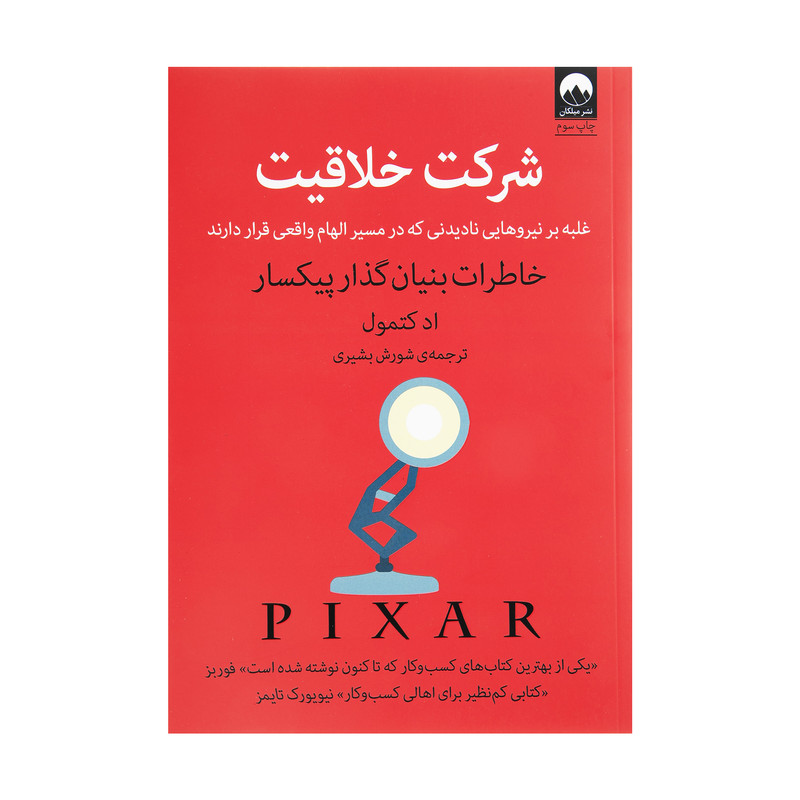 نشر میلکان
چاپ سوم
شرکت خلاقیت
غلبه بر نیروهایی نادیدنی که در مسیر الهام واقعی قرار دارند
خاطرات بنیان گذار پیکسار
اد کتمول
ترجمه‌ی شورش بشیری
PIXAR
«یکی از بهترین کتاب‌های کسب‌وکار که تا کنون نوشته شده است» فوربز
«کتابی کم‌نظیر برای اهالی کسب‌وکار» نیویورک تایمز